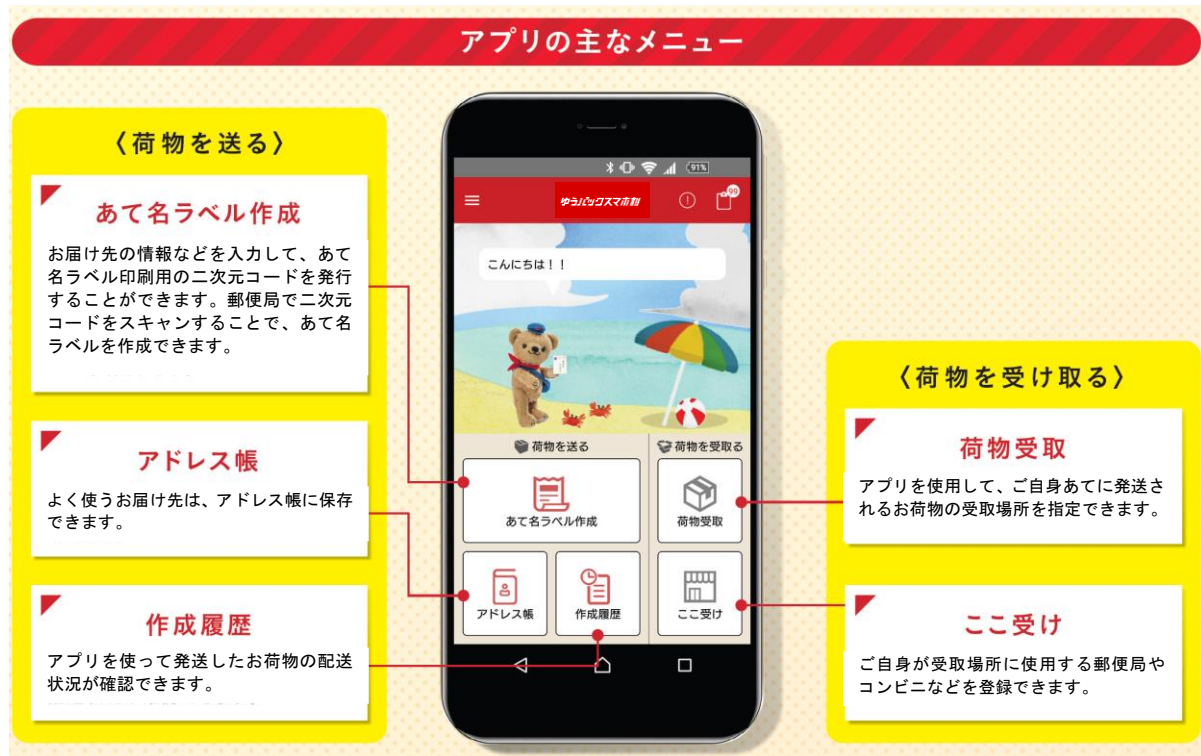 アプリの主なメニュー
〈荷物を送る〉
あて名ラベル作成
お届け先の情報などを入力して、あて
名ラベル印刷用の二次元コードを発行
することができます。郵便局で二次元
コードをスキャンすることで、あて名
ラベルを作成できます。
アドレス帳
よく使うお届け先は、アドレス帳に保存
できます。
作成履歴
アプリを使って発送したお荷物の配送
状況が確認できます。
91%
ゆうパックスマホ割
99
こんにちは！！
荷物を送る
荷物を受取る
あて名ラベル作成
荷物受取
アドレス帳
作成履歴
ここ受け
〈荷物を受け取る〉
荷物受取
アプリを使用して、ご自身あてに発送さ
れるお荷物の受取場所を指定できます。
ここ受け
ご自身が受取場所に使用する郵便局や
コンビニなどを登録できます。